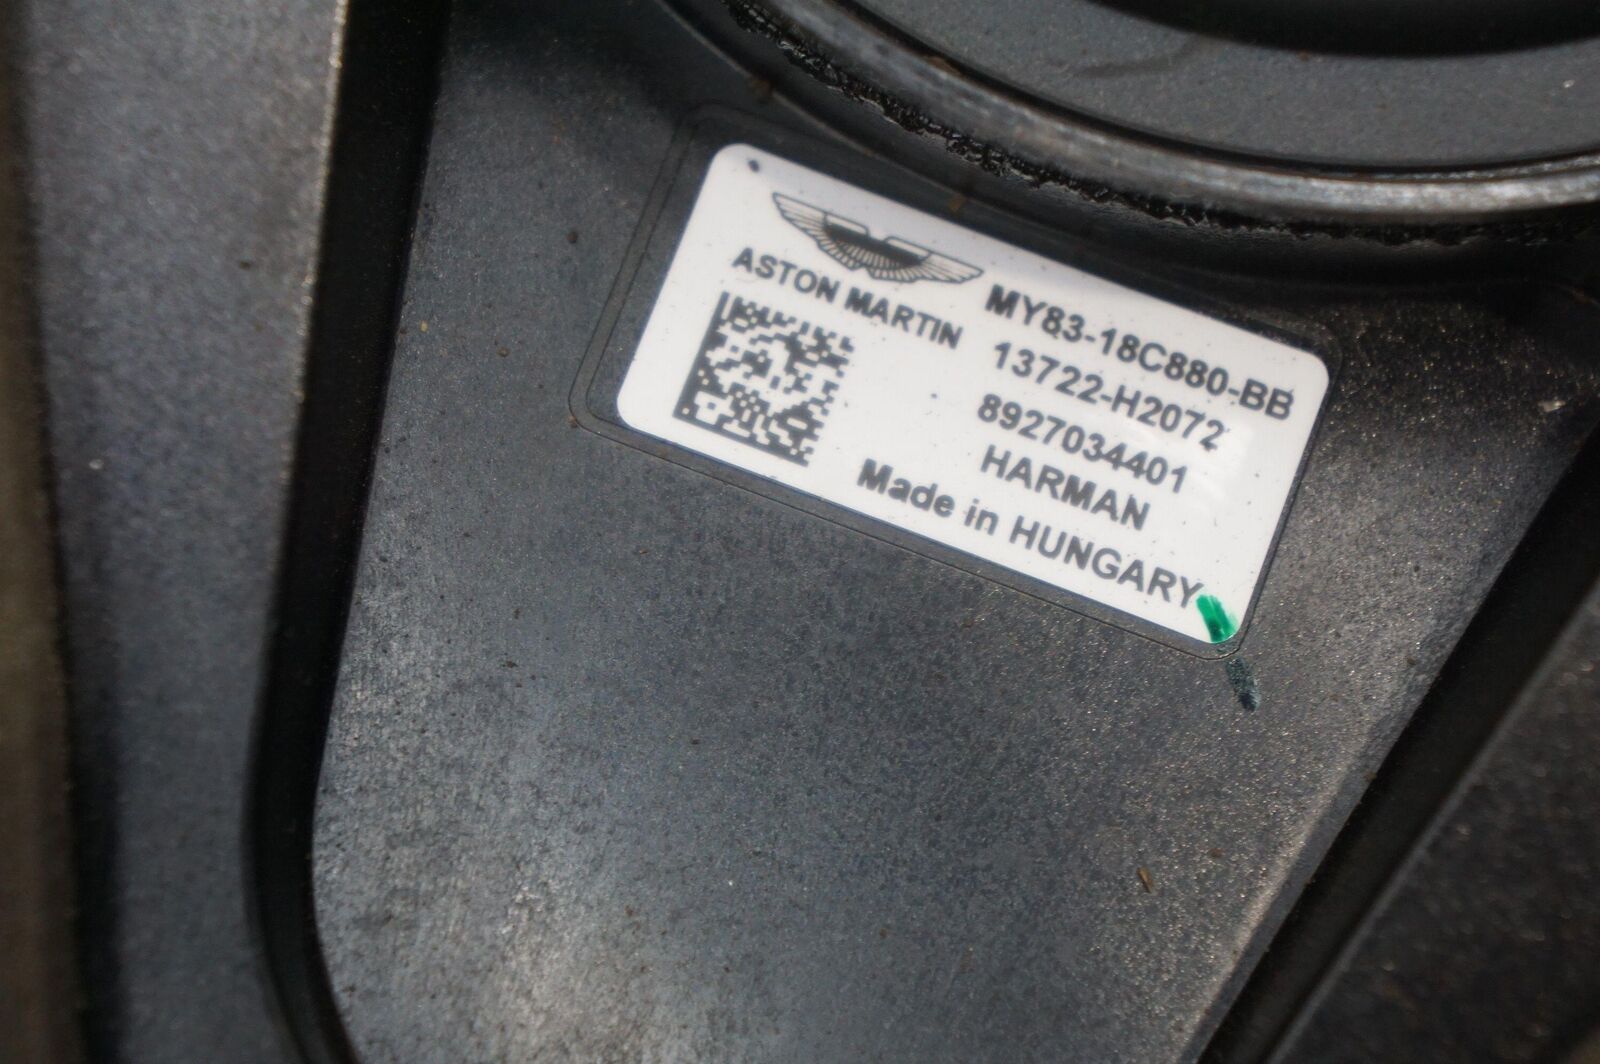 ASTON MARTIN
MY83-18C880-BB
13722-H2072
8927034401
HARMAN
Made in HUNGARY